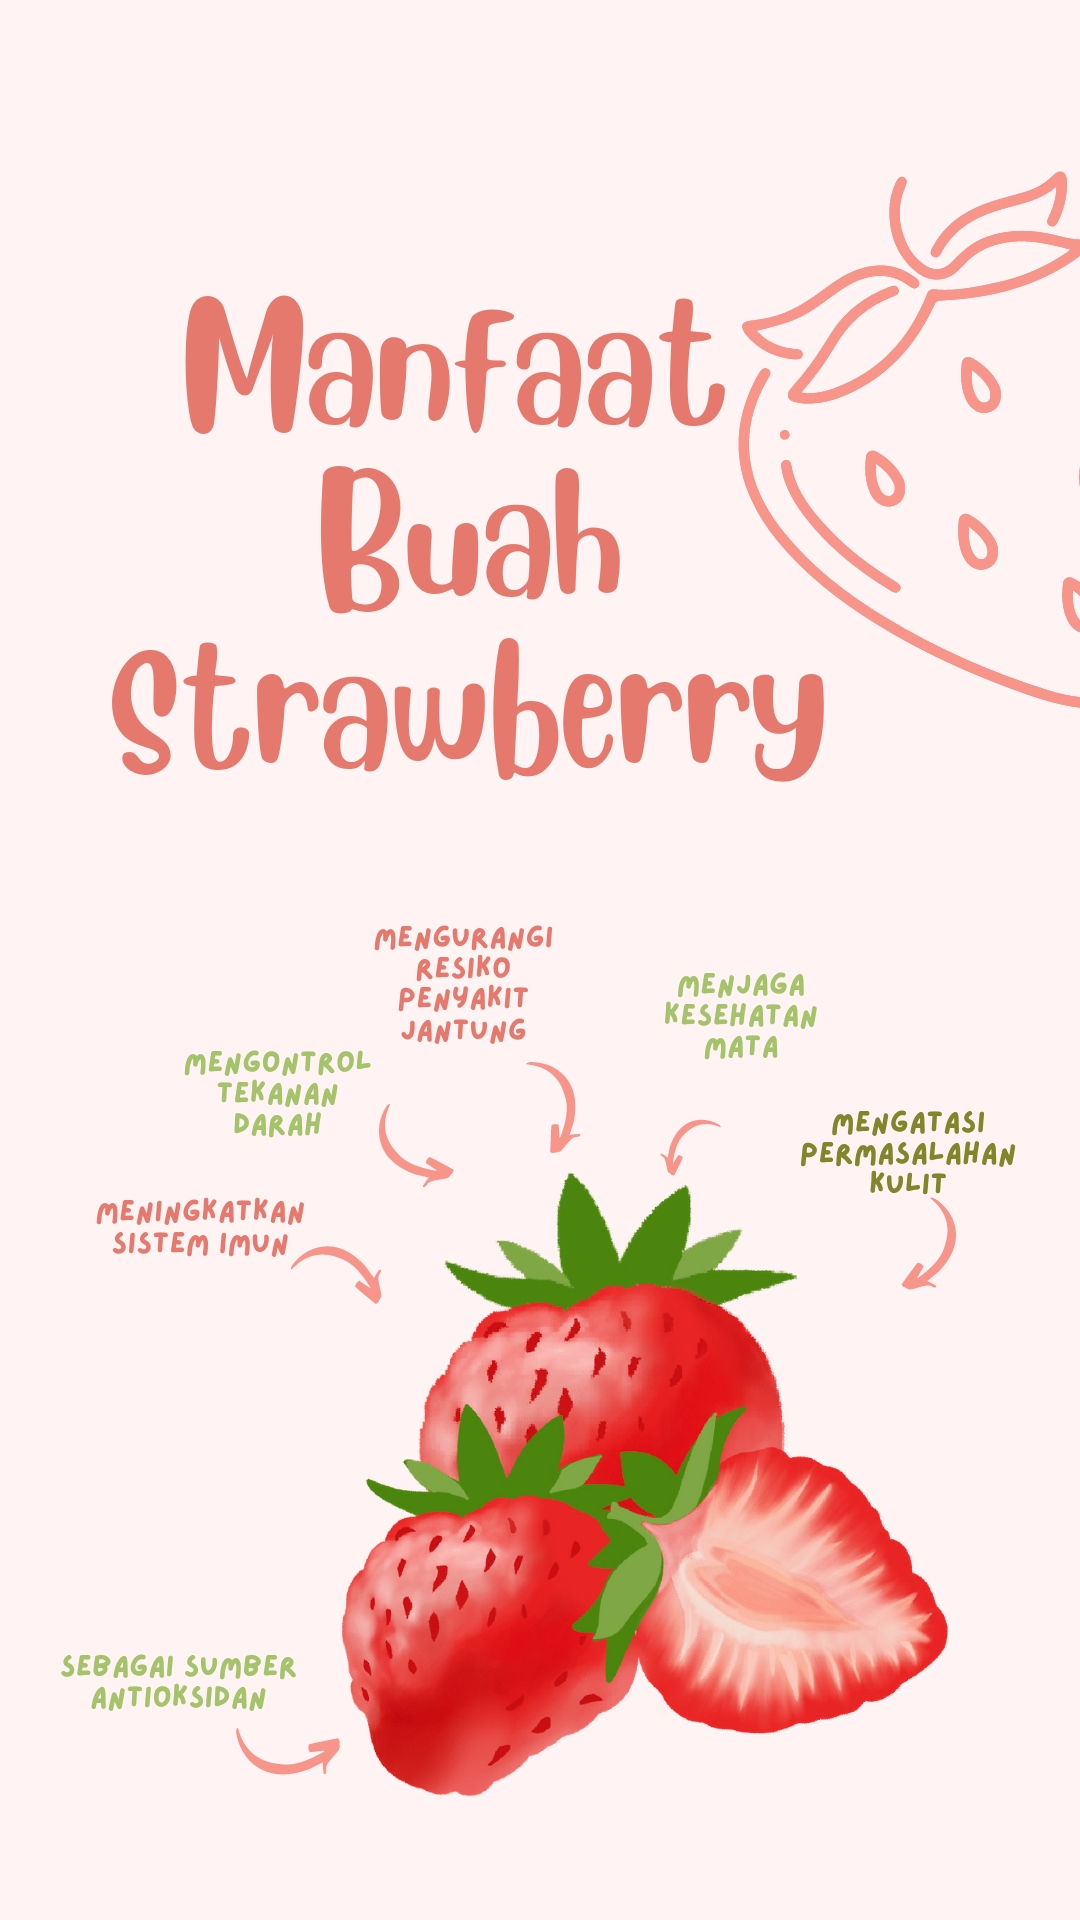 Manfaat
Buah
Strawberry
MENGURANGI
RESIKO
PENYAKIT
JANTUNG
MENJAGA
KESEHATAN
MATA
MENGONTROL
TEKANAN
DARAH
MENGATASI
PERMASALAHAN
KULIT
MENINGKATKAN
SISTEM IMUN
SEBAGAI SUMBER
ANTIOKSIDAN